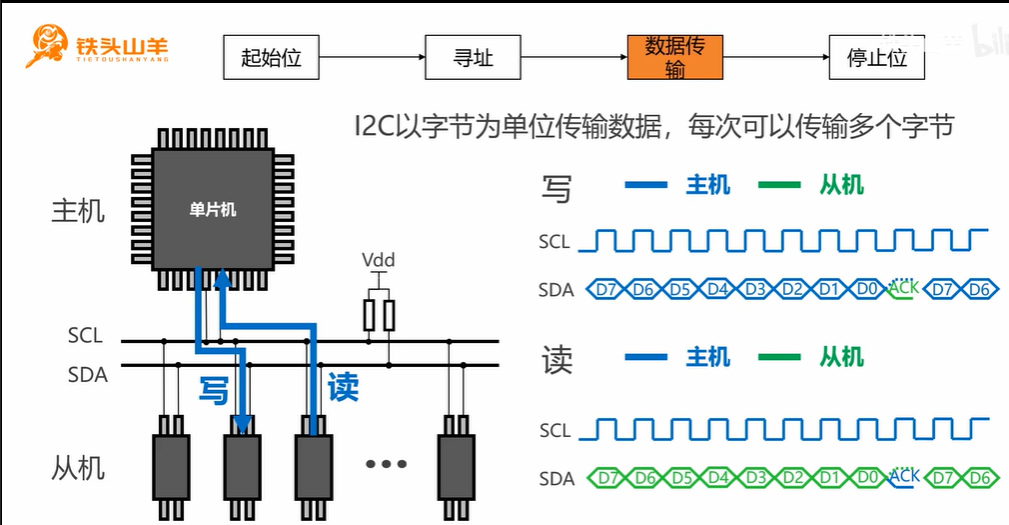 铁头山羊
TIETOUSHANYANG
起始位
寻址
数据传
输
停止位
bili
I2C以字节为单位传输数据，每次可以传输多个字节
主机
单片机
Vdd
SCL
SDA
写
读
从机
写 主机 从机
SCL
SDA D7 D6 D5 D4 D3 D2 D1 D0 ACK D7 D6
读 主机 从机
SCL
SDA D7 D6 D5 D4 D3 D2 D1 D0 ACK D7 D6